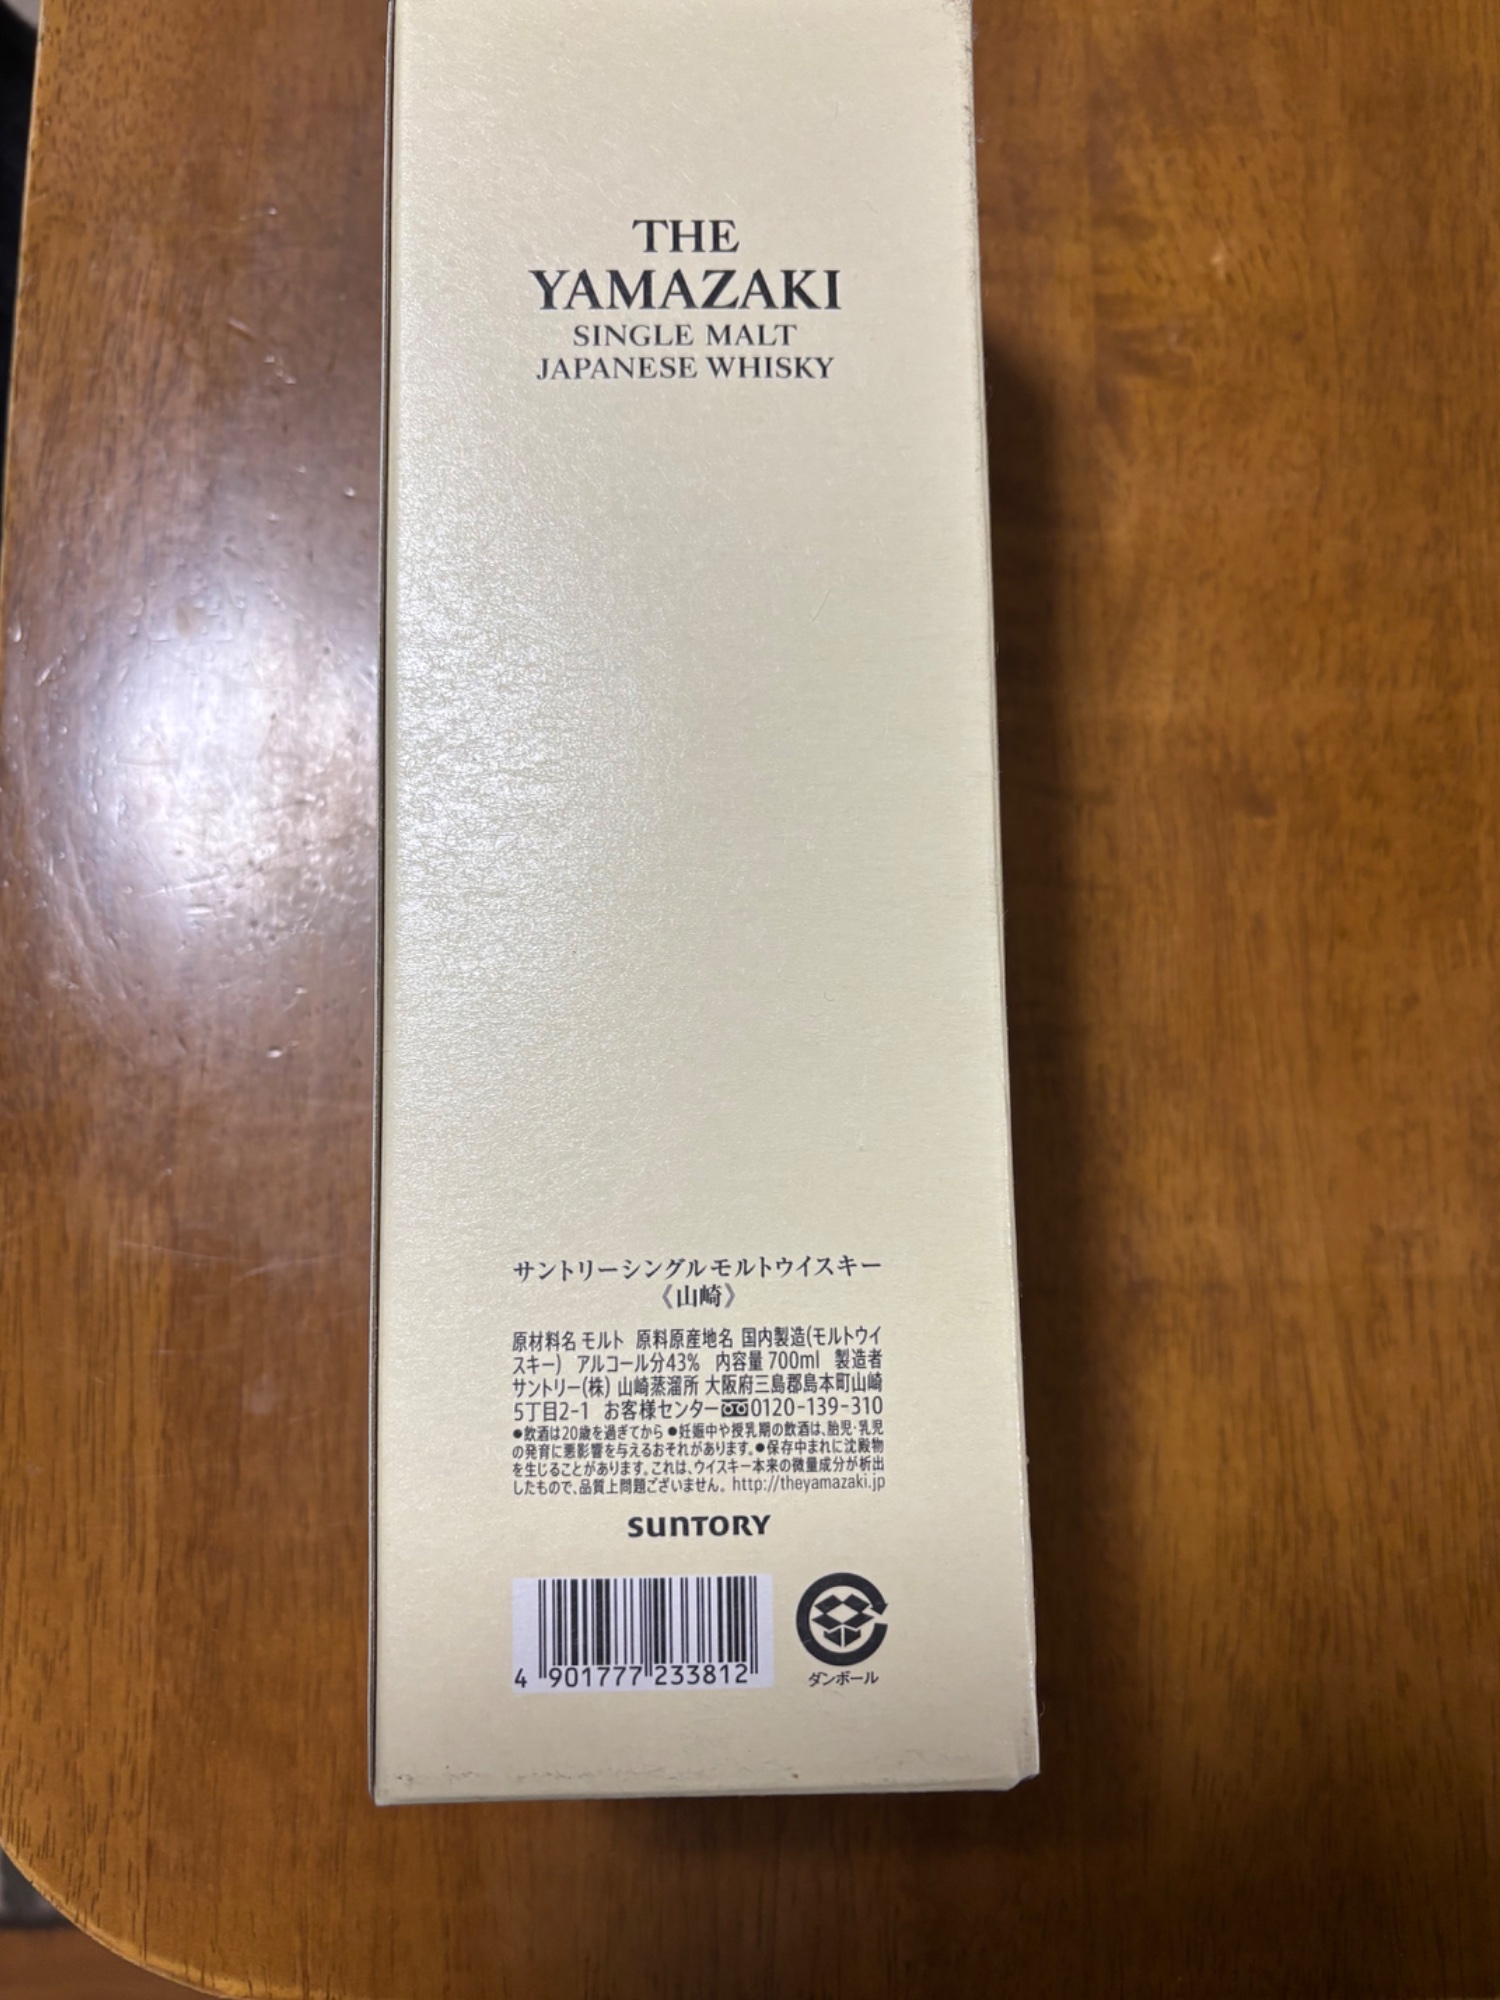 THE
YAMAZAKI
SINGLE MALT
JAPANESE WHISKY
サントリーシングルモルトウイスキー
《山崎》
原材料名 モルト 原料原産地名 国内製造(モルトウイ
スキー) アルコール分43% 内容量 700ml 製造者
サントリー(株) 山崎蒸溜所 大阪府三島郡島本町山崎
5丁目2-1 お客様センター 0120-139-310
●飲酒は20歳を過ぎてから ●妊娠中や授乳期の飲酒は、胎児・乳児
の発育に悪影響を与えるおそれがあります。●保存中まれに沈殿物
を生じることがあります。これは、ウイスキー本来の微量成分が析出
したもので、品質上問題ございません。 http://theyamazaki.jp
SUNTORY
4 901777 233812
ダンボール